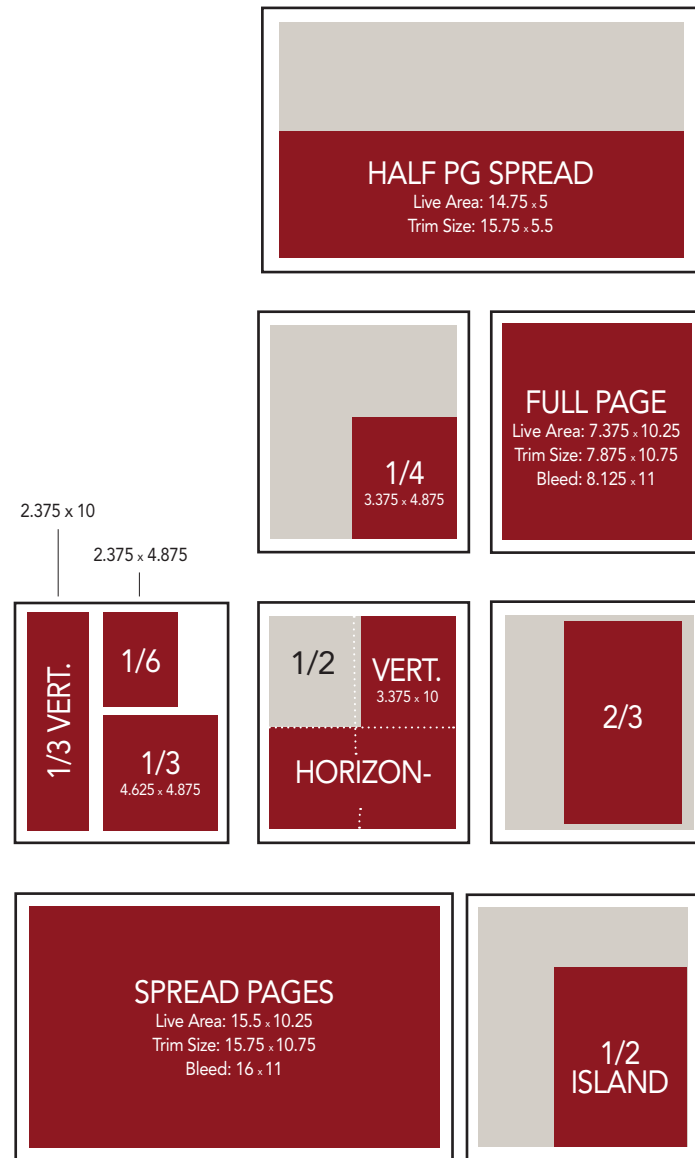 HALF PG SPREAD
Live Area: 14.75 x 5
Trim Size: 15.75 x 5.5
1/4
3.375 x 4.875
FULL PAGE
Live Area: 7.375 x 10.25
Trim Size: 7.875 x 10.75
Bleed: 8.125 x 11
2.375 x 10
2.375 x 4.875
1/3 VERT.
1/6
1/3
4.625 x 4.875
1/2
VERT.
3.375 x 10
HORIZON-
2/3
SPREAD PAGES
Live Area: 15.5 x 10.25
Trim Size: 15.75 x 10.75
Bleed: 16 x 11
1/2
ISLAND